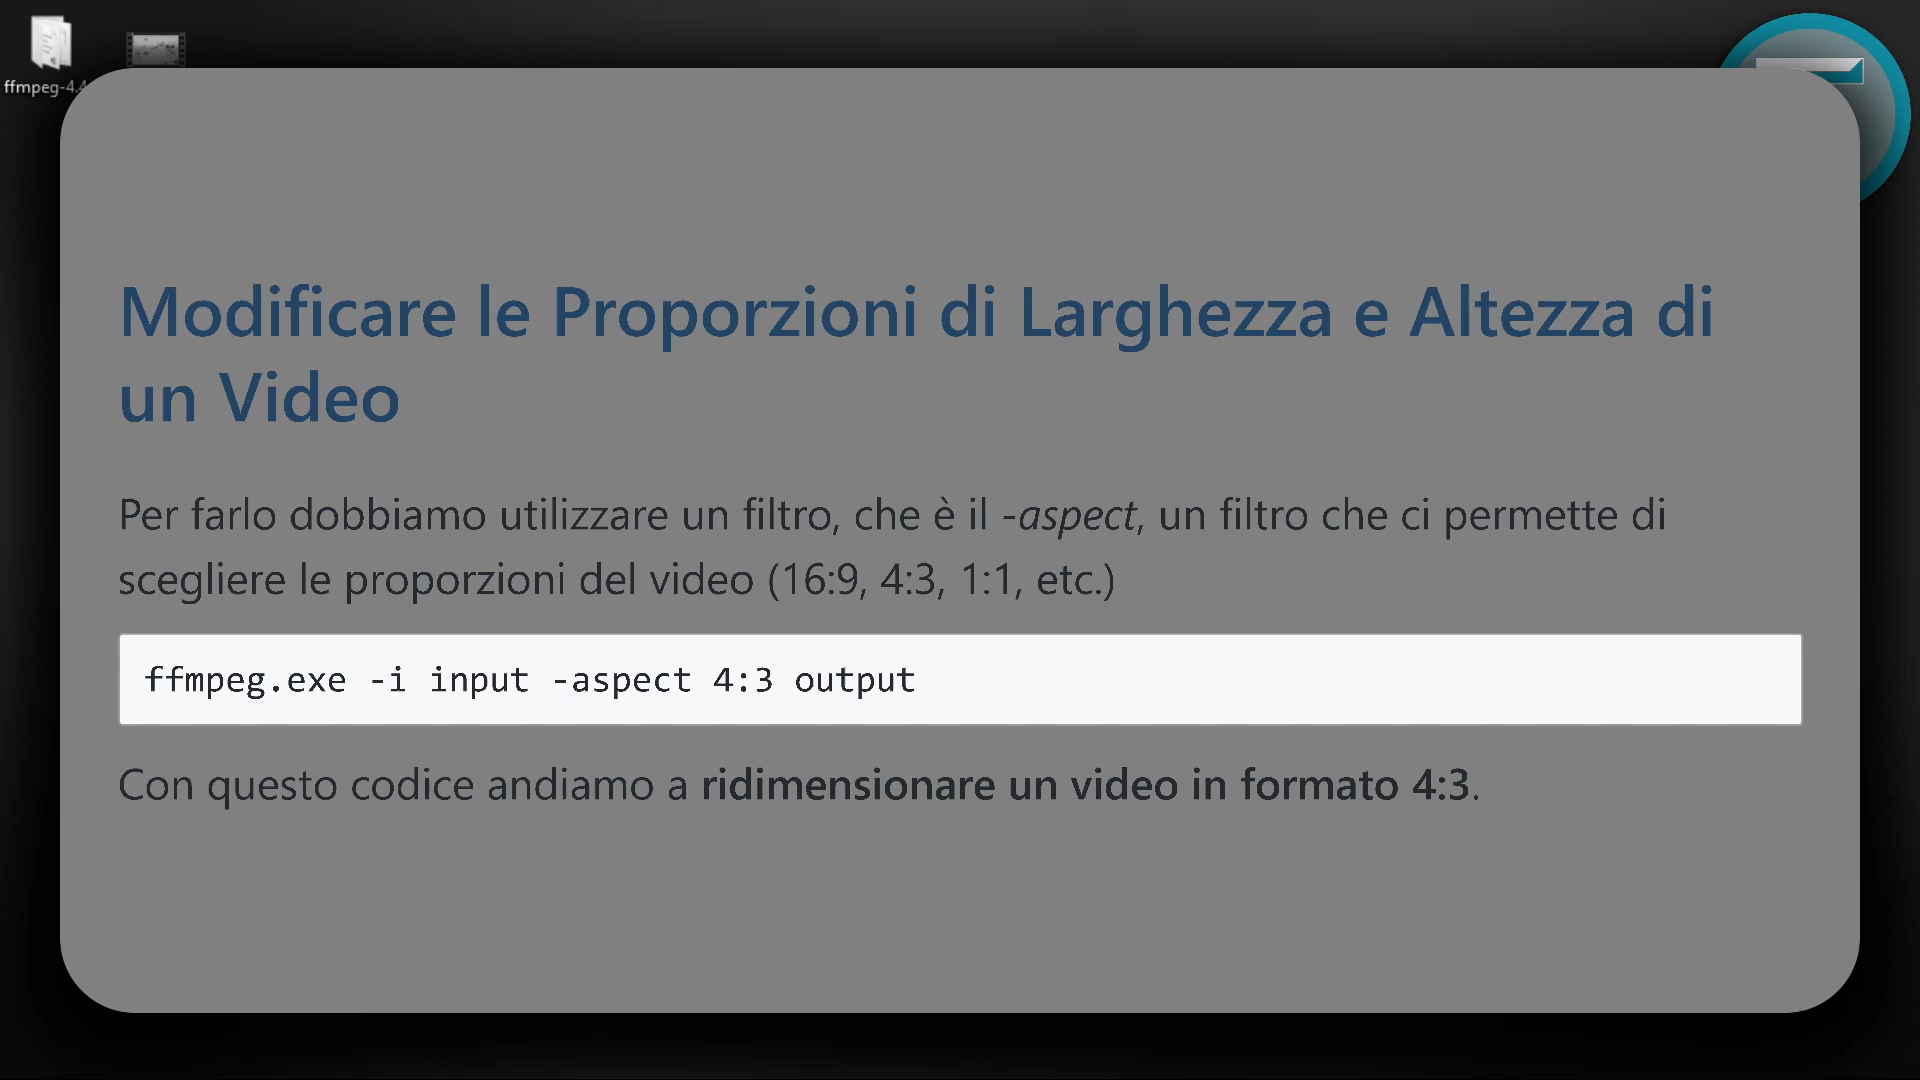 ffmpeg-4.4
Modificare le Proporzioni di Larghezza e Altezza di
un Video
Per farlo dobbiamo utilizzare un filtro, che è il -aspect, un filtro che ci permette di
scegliere le proporzioni del video (16:9, 4:3, 1:1, etc.)
ffmpeg.exe -i input -aspect 4:3 output
Con questo codice andiamo a ridimensionare un video in formato 4:3.